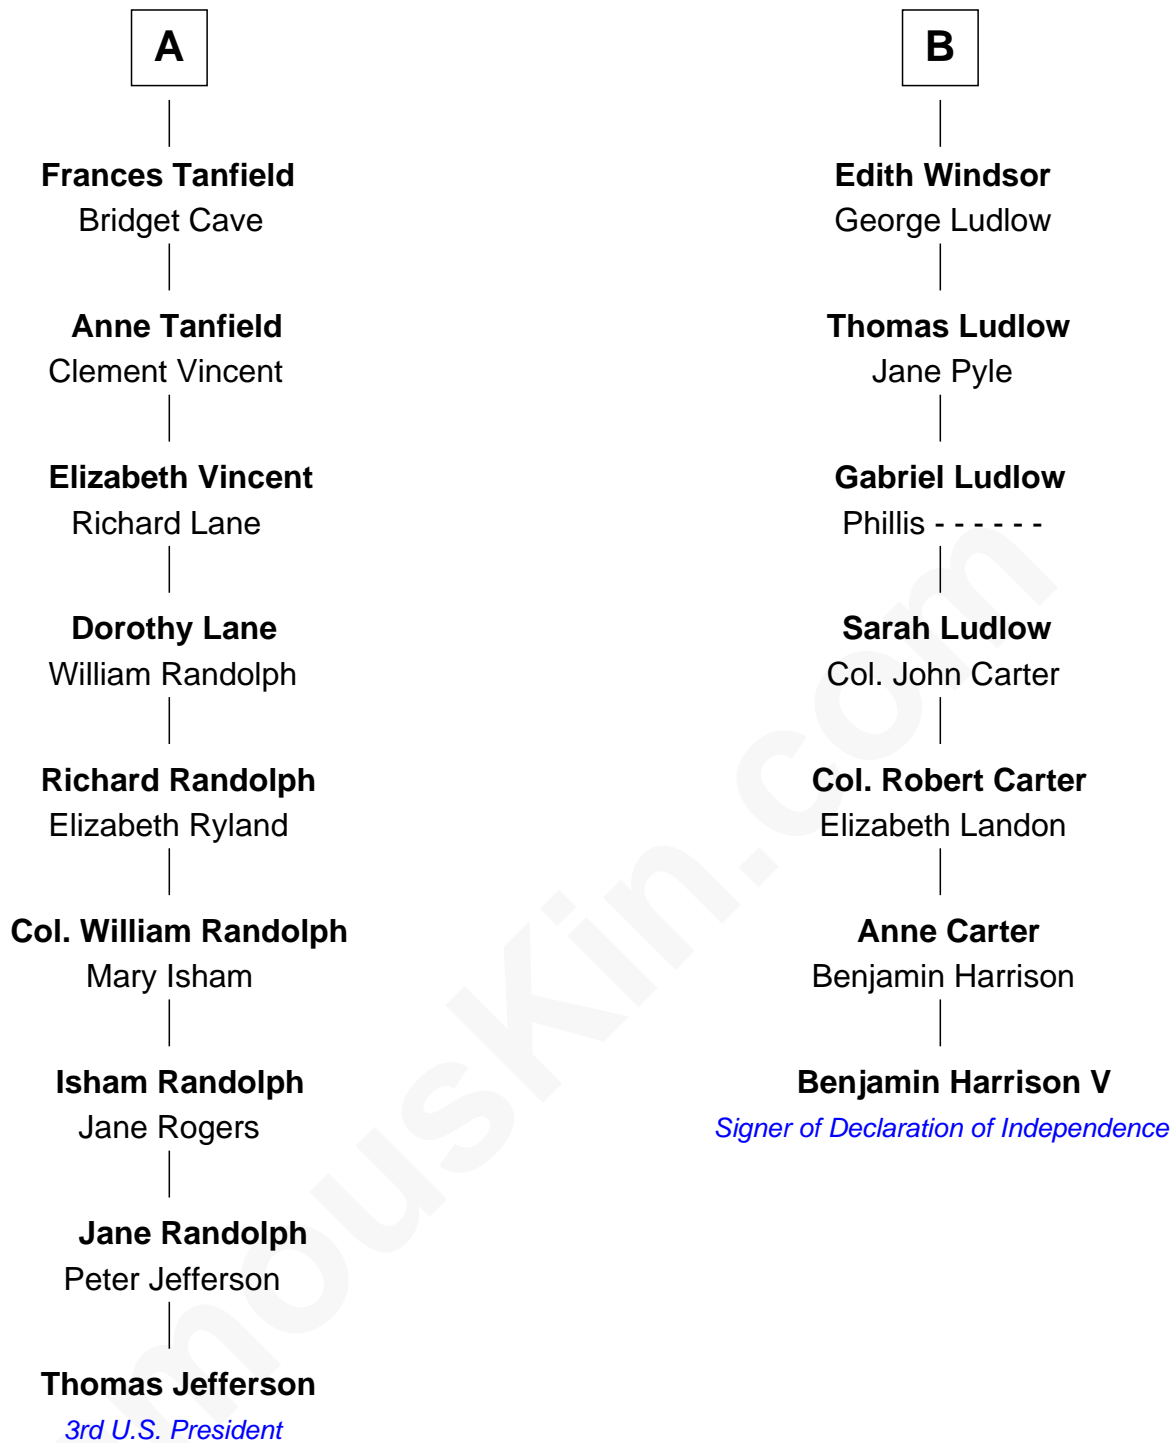 A
Frances Tanfield
Bridget Cave
Anne Tanfield
Clement Vincent
Elizabeth Vincent
Richard Lane
Dorothy Lane
William Randolph
Richard Randolph
Elizabeth Ryland
Col. William Randolph
Mary Isham
Isham Randolph
Jane Rogers
Jane Randolph
Peter Jefferson
Thomas Jefferson
3rd U.S. President
B
Edith Windsor
George Ludlow
Thomas Ludlow
Jane Pyle
Gabriel Ludlow
Phillis - - - - - -
Sarah Ludlow
Col. John Carter
Col. Robert Carter
Elizabeth Landon
Anne Carter
Benjamin Harrison
Benjamin Harrison V
Signer of Declaration of Independence
mousKin.com